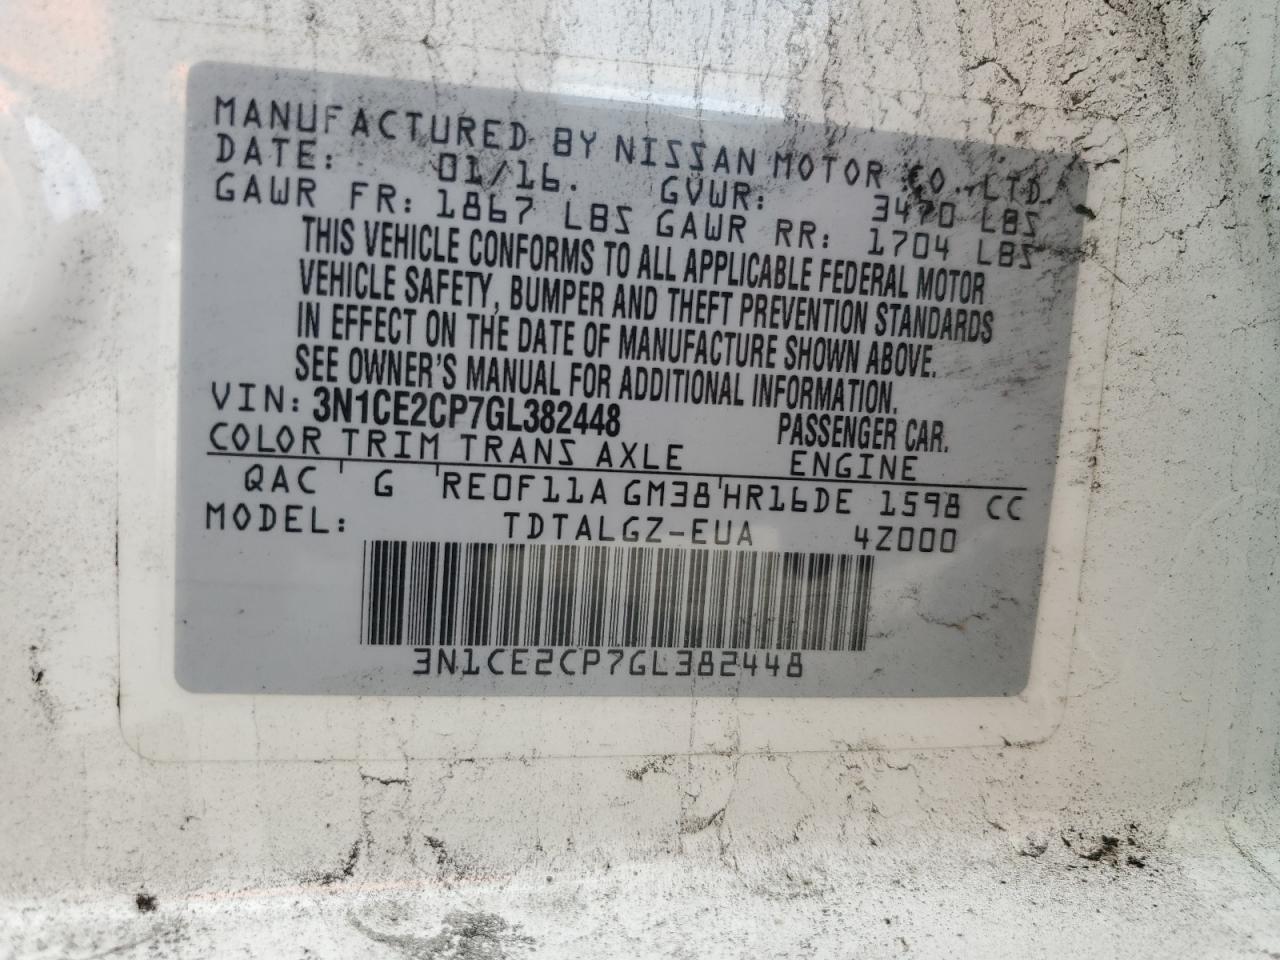 MANUFACTURED BY NISSAN MOTOR CO., LTD.
DATE: 01/16. GVWR: 3470 LBS
GAWR FR: 1867 LBS GAWR RR: 1704 LBS
THIS VEHICLE CONFORMS TO ALL APPLICABLE FEDERAL MOTOR
VEHICLE SAFETY, BUMPER AND THEFT PREVENTION STANDARDS
IN EFFECT ON THE DATE OF MANUFACTURE SHOWN ABOVE.
SEE OWNER'S MANUAL FOR ADDITIONAL INFORMATION.
VIN: 3N1CE2CP7GL382448 PASSENGER CAR.
COLOR TRIM TRANS AXLE ENGINE
QAC G RE0F11A GM38 HR16DE 1598 CC
MODEL: TDTALGZ-EUA 4Z000
3N1CE2CP7GL382448